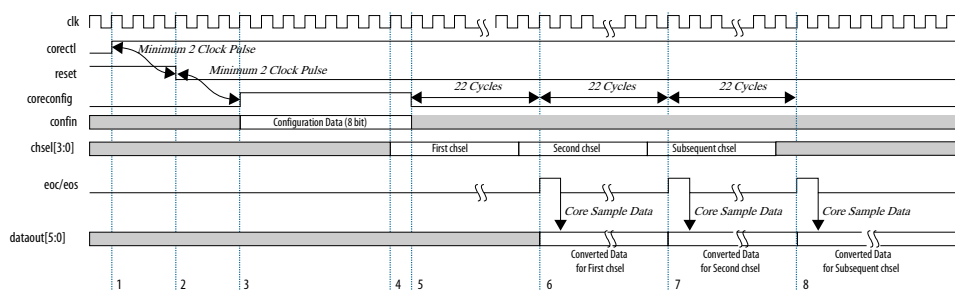 clk
corectl
Minimum 2 Clock Pulse
reset
Minimum 2 Clock Pulse
coreconfig
22 Cycles
22 Cycles
22 Cycles
confin
Configuration Data (8 bit)
chsel[3:0]
First chsel
Second chsel
Subsequent chsel
eoc/eos
Core Sample Data
Core Sample Data
Core Sample Data
dataout[5:0]
Converted Data
for First chsel
Converted Data
for Second chsel
Converted Data
for Subsequent chsel
1 2 3 4 5 6 7 8